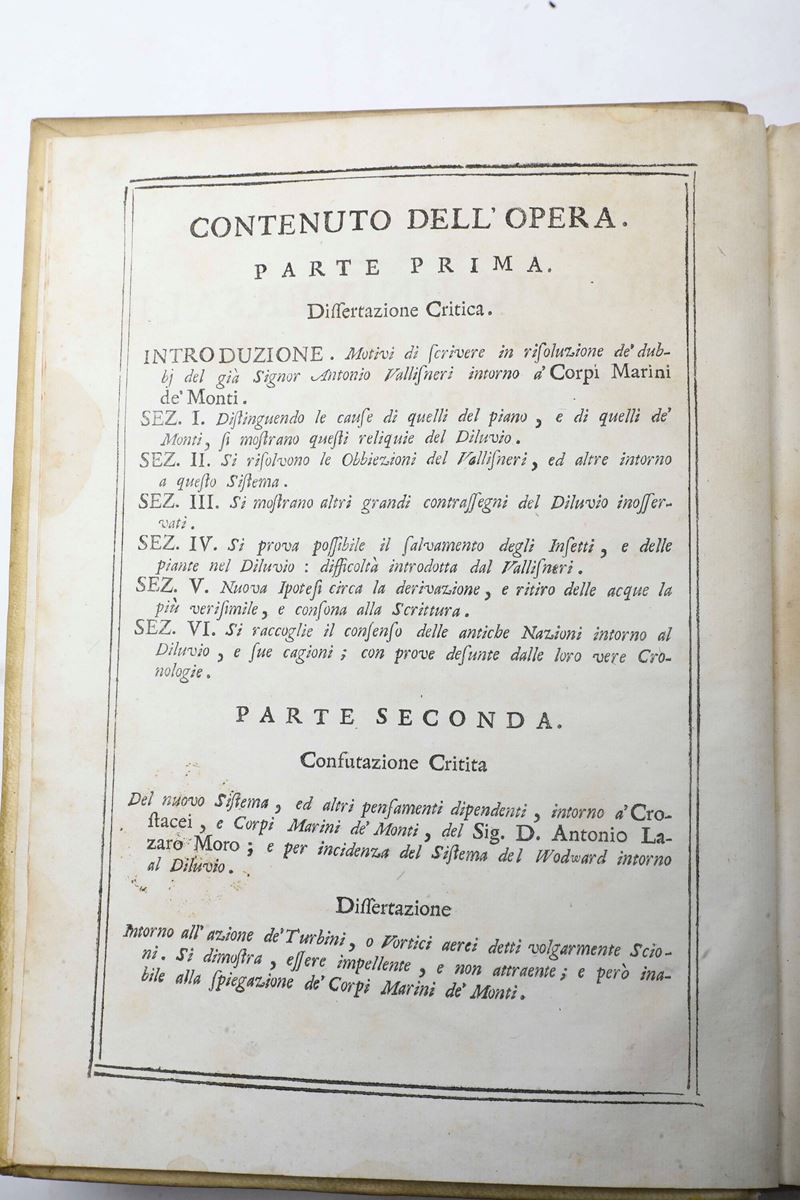 CONTENUTO DELL' OPERA.
PARTE PRIMA.
Diſſertazione Critica.
INTRODUZIONE. Motivi di ſcrivere in riſoluzione de' dub-
bj del già Signor Antonio Valliſneri intorno a' Corpi Marini
de' Monti.
SEZ. I. Diſtinguendo le cauſe di quelli del piano, e di quelli de'
Monti, ſi moſtrano queſti reliquie del Diluvio.
SEZ. II. Si riſolvono le Obbiezioni del Valliſneri, ed altre intorno
a queſto Siſtema.
SEZ. III. Si moſtrano altri grandi contraſſegni del Diluvio inoſſer-
vati.
SEZ. IV. Si prova poſſibile il ſalvamento degli Inſetti, e delle
piante nel Diluvio : difficoltà introdotta dal Valliſneri.
SEZ. V. Nuova Ipoteſi circa la derivazione, e ritiro delle acque la
più veriſimile, e conſona alla Scrittura.
SEZ. VI. Si raccoglie il conſenſo delle antiche Nazioni intorno al
Diluvio, e ſue cagioni; con prove deſunte dalle loro vere Cro-
nologie.
PARTE SECONDA.
Confutazione Critita
Del nuovo Siſtema, ed altri penſamenti dipendenti, intorno a' Cro-
ſtacei, e Corpi Marini de' Monti, del Sig. D. Antonio La-
zaro Moro; e per incidenza del Siſtema del Wodward intorno
al Diluvio.
Diſſertazione
Intorno all' azione de' Turbini, o Vortici aerei detti volgarmente Scio-
ni. Si dimoſtra, eſſere impellente, e non attraente; e però ina-
bile alla ſpiegazione de' Corpi Marini de' Monti.